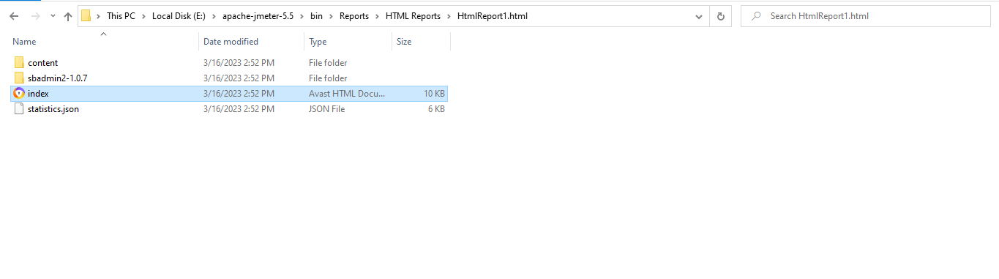 This PC > Local Disk (E:) > apache-jmeter-5.5 > bin > Reports > HTML Reports > HtmlReport1.html
Search HtmlReport1.html
Name Date modified Type Size
content 3/16/2023 2:52 PM File folder
sbadmin2-1.0.7 3/16/2023 2:52 PM File folder
index 3/16/2023 2:52 PM Avast HTML Docu... 10 KB
statistics.json 3/16/2023 2:52 PM JSON File 6 KB